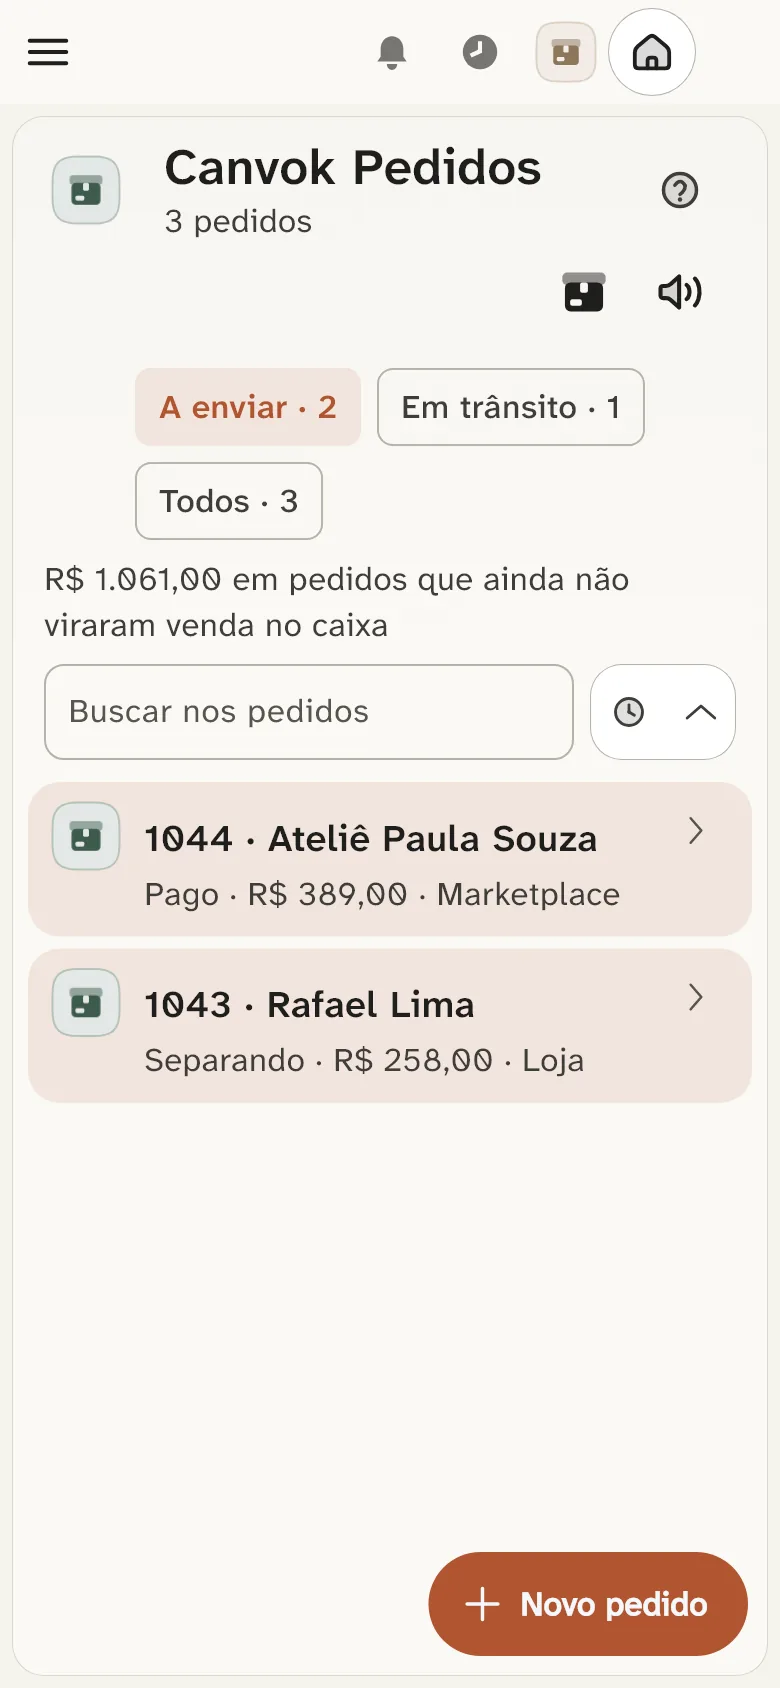 Canvok Pedidos
3 pedidos
A enviar · 2
Em trânsito · 1
Todos · 3
R$ 1.061,00 em pedidos que ainda não
viraram venda no caixa
Buscar nos pedidos
1044 · Ateliê Paula Souza
Pago · R$ 389,00 · Marketplace
1043 · Rafael Lima
Separando · R$ 258,00 · Loja
Novo pedido